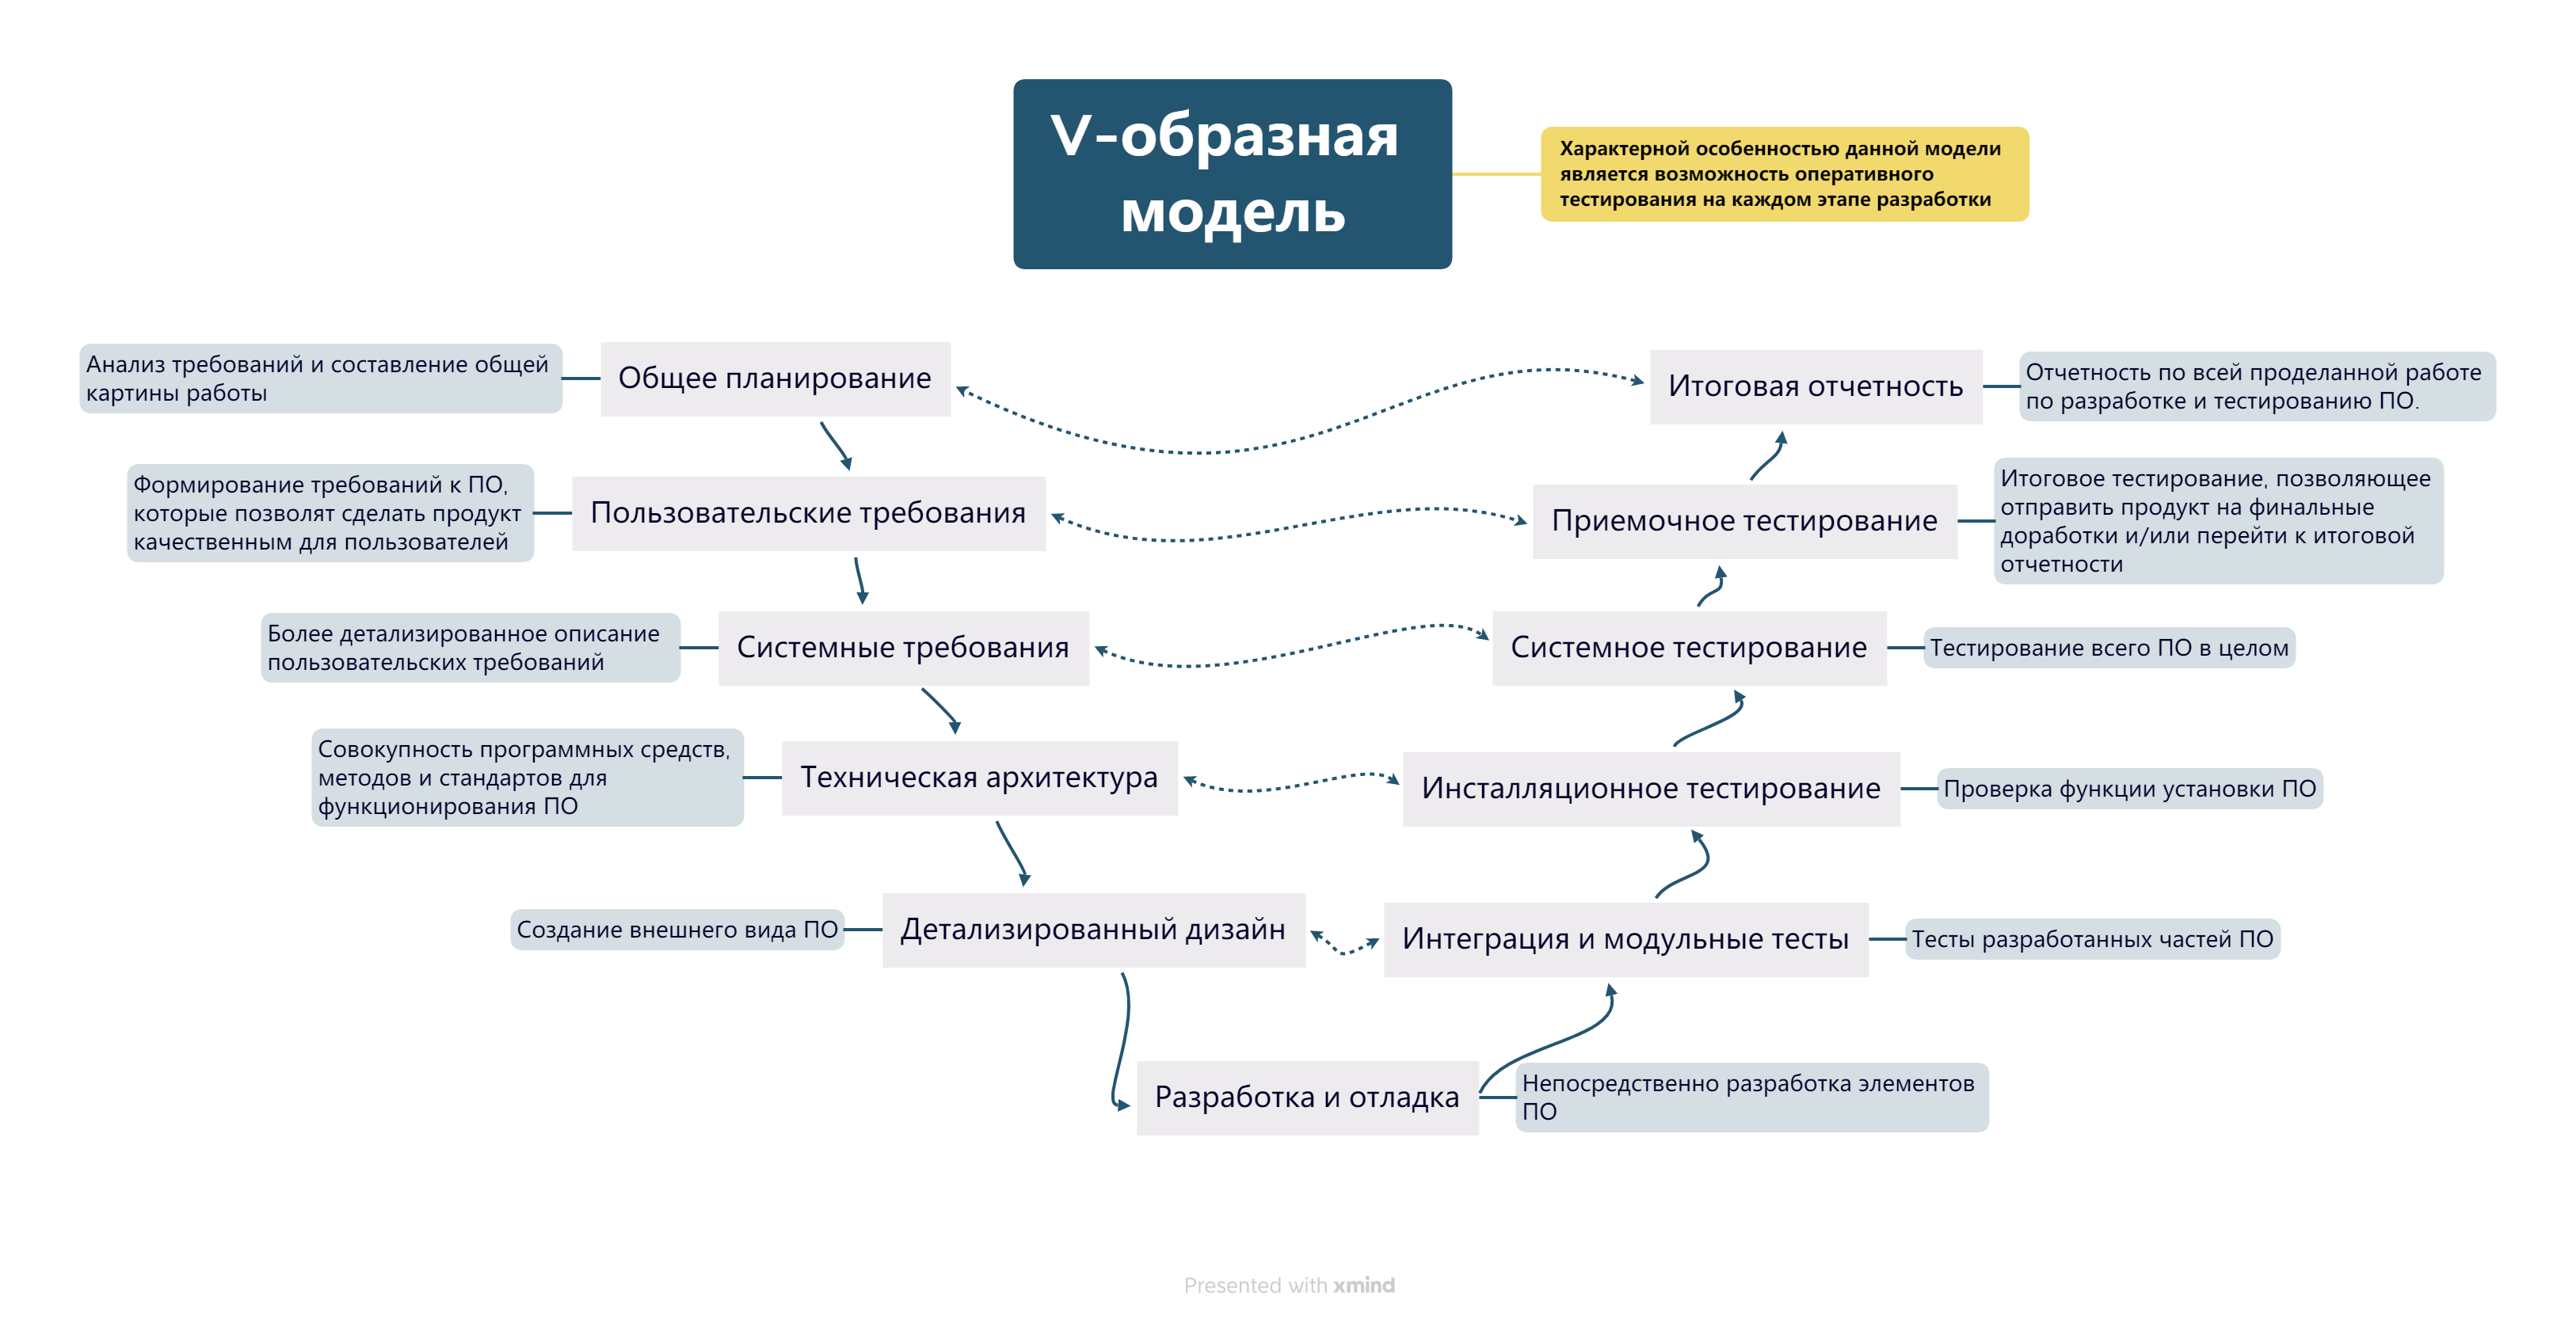 V-образная
модель
Характерной особенностью данной модели
является возможность оперативного
тестирования на каждом этапе разработки
Анализ требований и составление общей
картины работы
Общее планирование
Итоговая отчетность
Отчетность по всей проделанной работе
по разработке и тестированию ПО.
Формирование требований к ПО,
которые позволят сделать продукт
качественным для пользователей
Пользовательские требования
Приемочное тестирование
Итоговое тестирование, позволяющее
отправить продукт на финальные
доработки и/или перейти к итоговой
отчетности
Более детализированное описание
пользовательских требований
Системные требования
Системное тестирование
Тестирование всего ПО в целом
Совокупность программных средств,
методов и стандартов для
функционирования ПО
Техническая архитектура
Инсталляционное тестирование
Проверка функции установки ПО
Создание внешнего вида ПО
Детализированный дизайн
Интеграция и модульные тесты
Тесты разработанных частей ПО
Разработка и отладка
Непосредственно разработка элементов
ПО
Presented with xmind